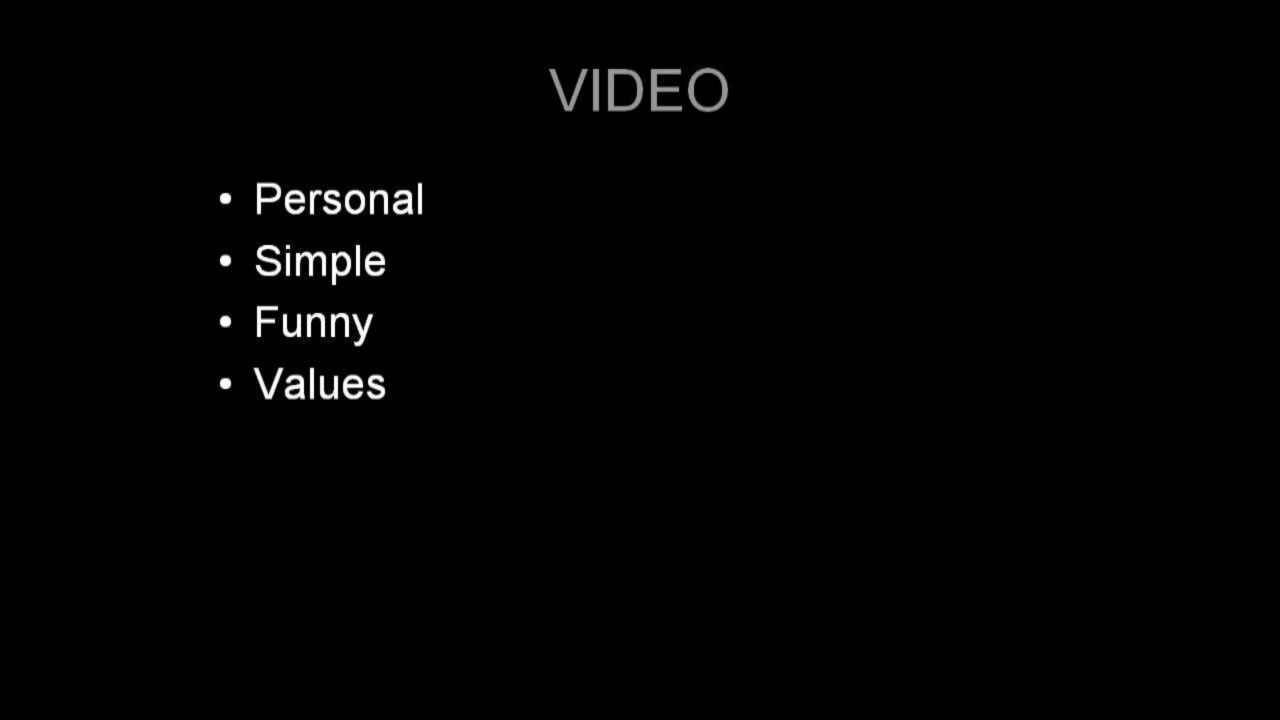 VIDEO
• Personal
• Simple
• Funny
• Values